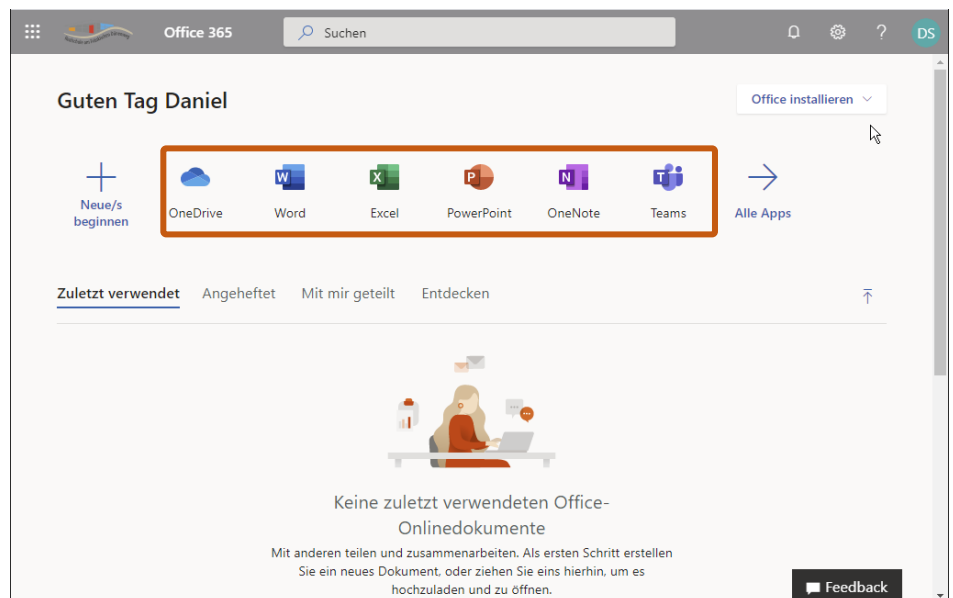 Office 365
Suchen
?
DS
Guten Tag Daniel
Office installieren
Neue/s
beginnen
OneDrive
Word
Excel
PowerPoint
OneNote
Teams
Alle Apps
Zuletzt verwendet
Angeheftet
Mit mir geteilt
Entdecken
Keine zuletzt verwendeten Office-
Onlinedokumente
Mit anderen teilen und zusammenarbeiten. Als ersten Schritt erstellen
Sie ein neues Dokument, oder ziehen Sie eins hierhin, um es
hochzuladen und zu öffnen.
Feedback